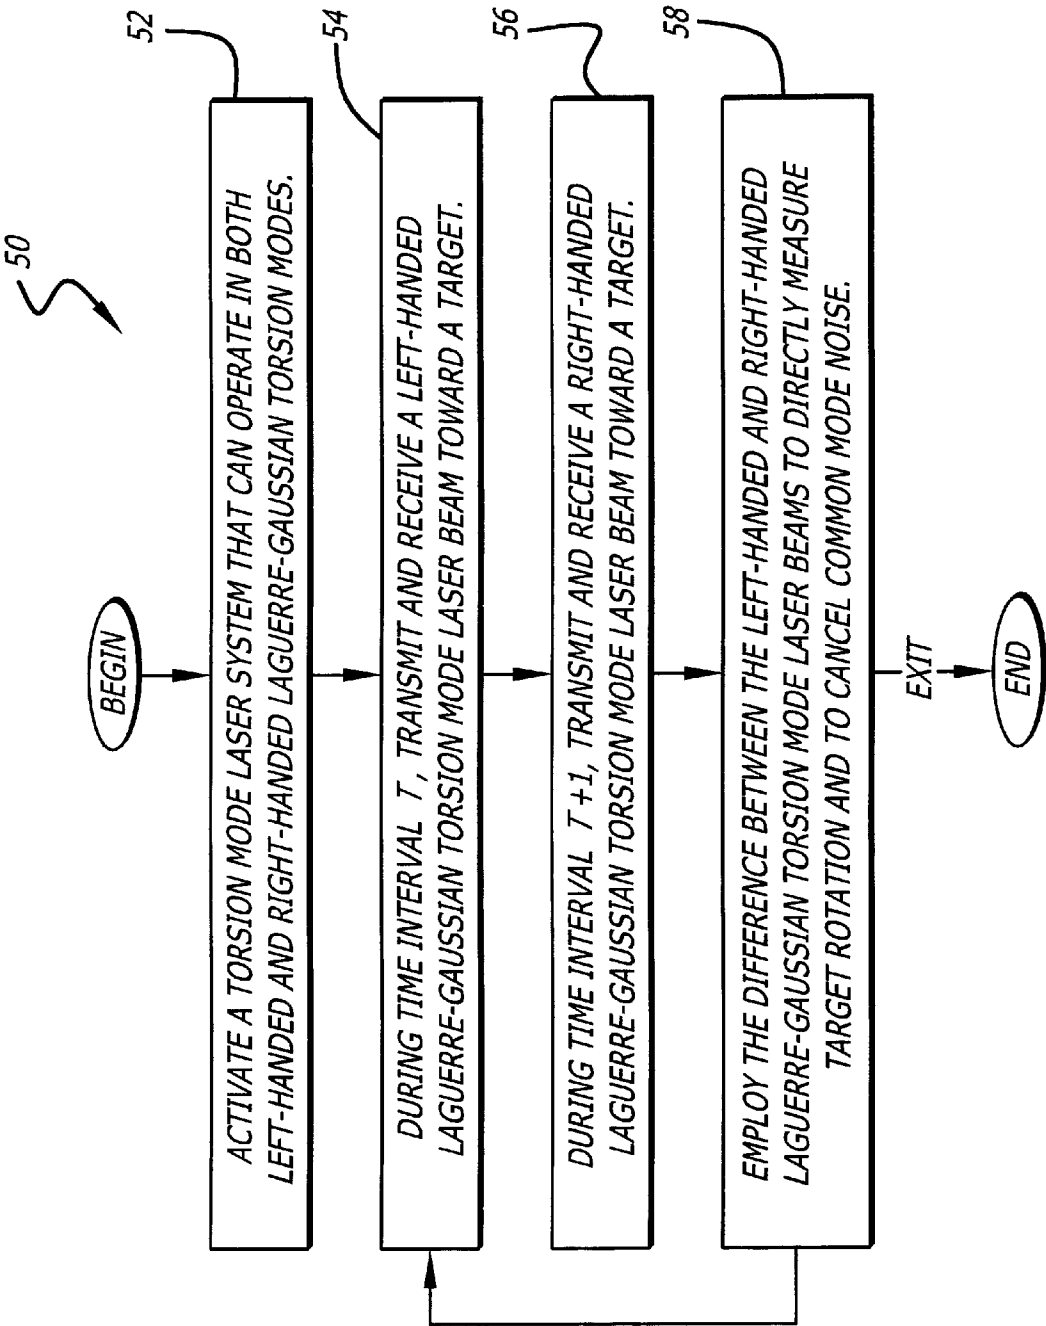 50
BEGIN
52
ACTIVATE A TORSION MODE LASER SYSTEM THAT CAN OPERATE IN BOTH
LEFT-HANDED AND RIGHT-HANDED LAGUERRE-GAUSSIAN TORSION MODES.
54
DURING TIME INTERVAL T, TRANSMIT AND RECEIVE A LEFT-HANDED
LAGUERRE-GAUSSIAN TORSION MODE LASER BEAM TOWARD A TARGET.
56
DURING TIME INTERVAL T+1, TRANSMIT AND RECEIVE A RIGHT-HANDED
LAGUERRE-GAUSSIAN TORSION MODE LASER BEAM TOWARD A TARGET.
58
EMPLOY THE DIFFERENCE BETWEEN THE LEFT-HANDED AND RIGHT-HANDED
LAGUERRE-GAUSSIAN TORSION MODE LASER BEAMS TO DIRECTLY MEASURE
TARGET ROTATION AND TO CANCEL COMMON MODE NOISE.
EXIT
END